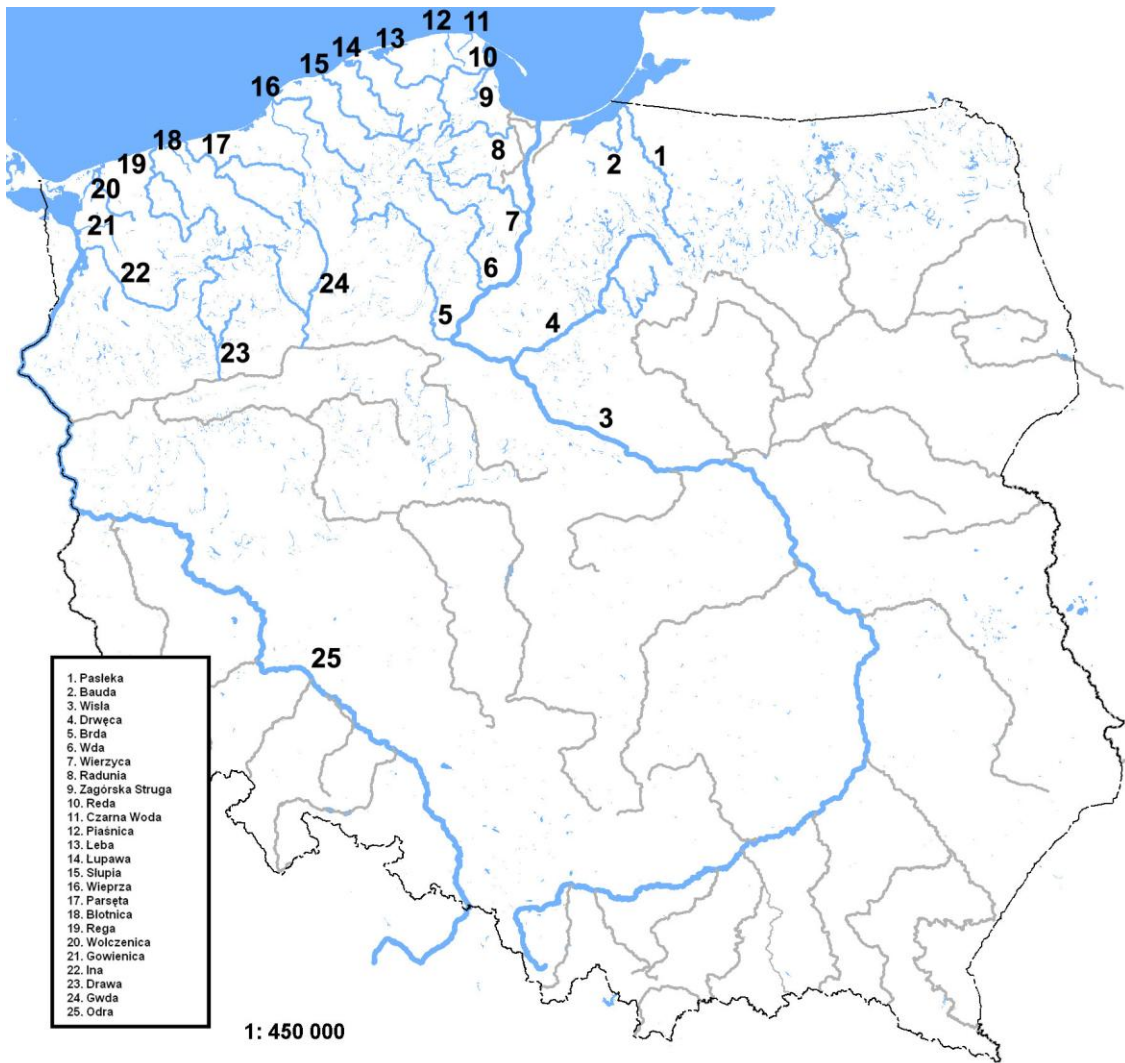 12 11
13
14
15
10
16
9
18 17
8
2 1
19
20
21
7
22
24
6
5
4
23
3
25
1. Pasleka
2. Bauda
3. Wisla
4. Drwęca
5. Brda
6. Wda
7. Wierzyca
8. Radunia
9. Zagórska Struga
10. Reda
11. Czarna Woda
12. Piaśnica
13. Leba
14. Lupawa
15. Slupia
16. Wieprza
17. Parsęta
18. Blotnica
19. Rega
20. Wolczenica
21. Gowienica
22. Ina
23. Drawa
24. Gwda
25. Odra
1: 450 000